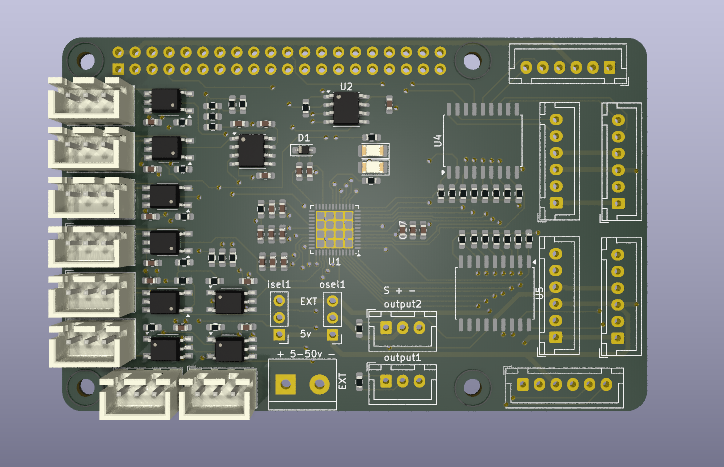 U2
U4
D1
U1
isel1
osel1
EXT
5v
U5
S + -
output2
output1
+ 5-50v -
EXT